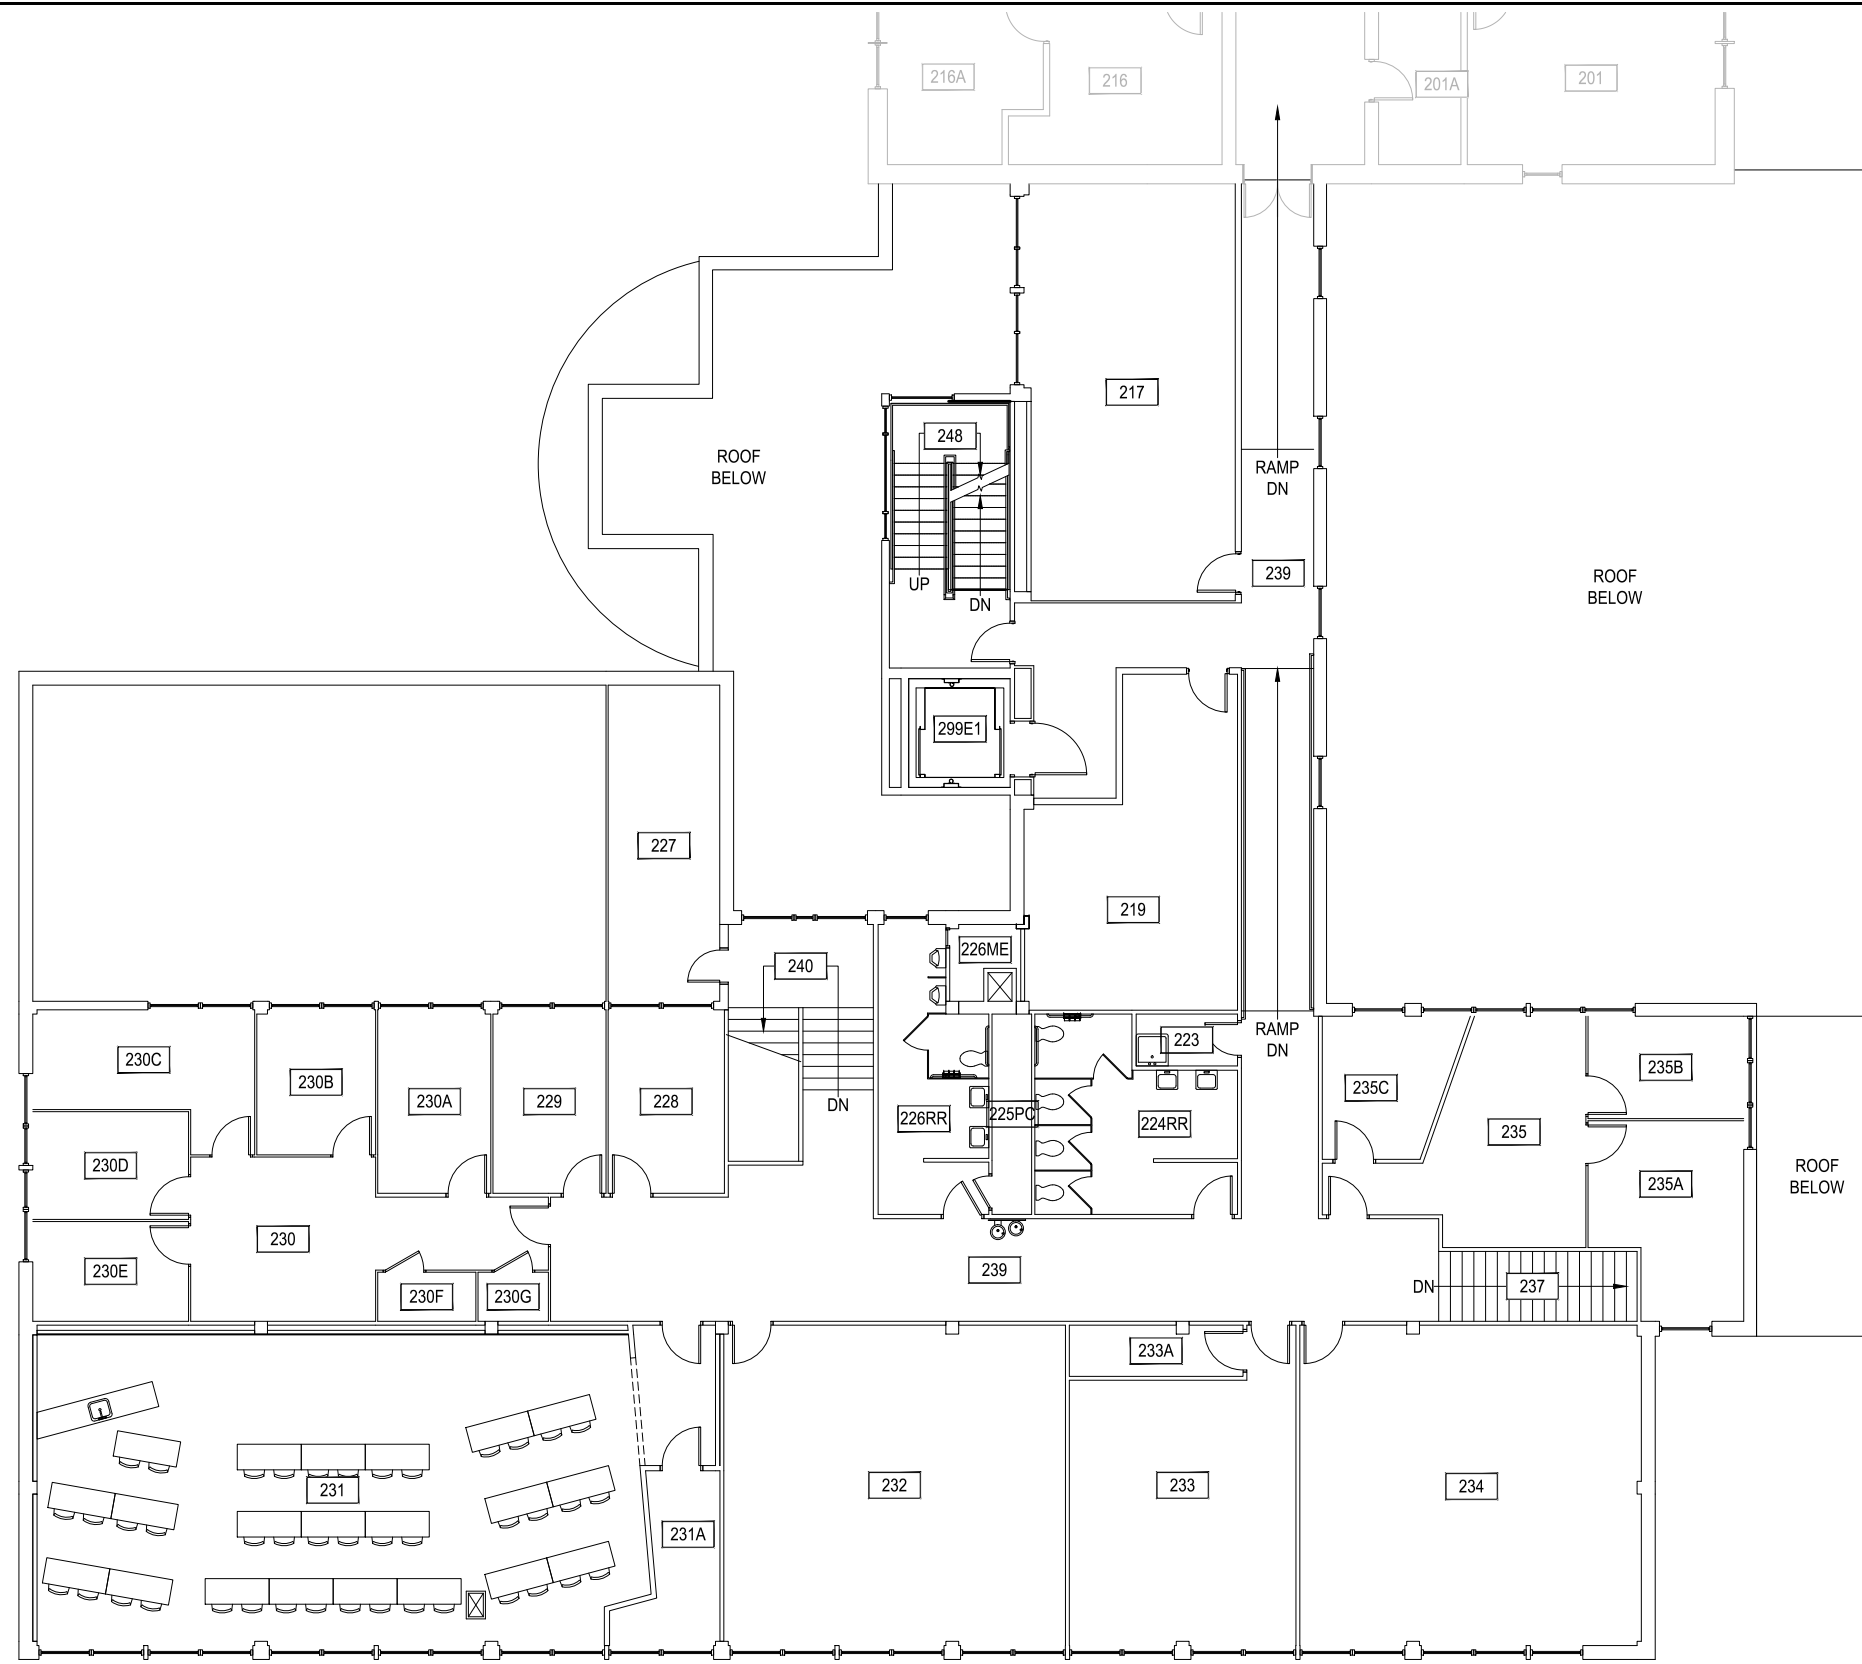 216A
216
201A
201
217
248
ROOF
BELOW
RAMP
DN
UP
DN
239
ROOF
BELOW
299E1
227
219
226ME
240
RAMP
DN
223
230C
230B
230A
229
228
DN
226RR
225PC
224RR
235C
235B
235
235A
230D
ROOF
BELOW
230
230E
239
230F
230G
DN
237
233A
231
232
233
234
231A